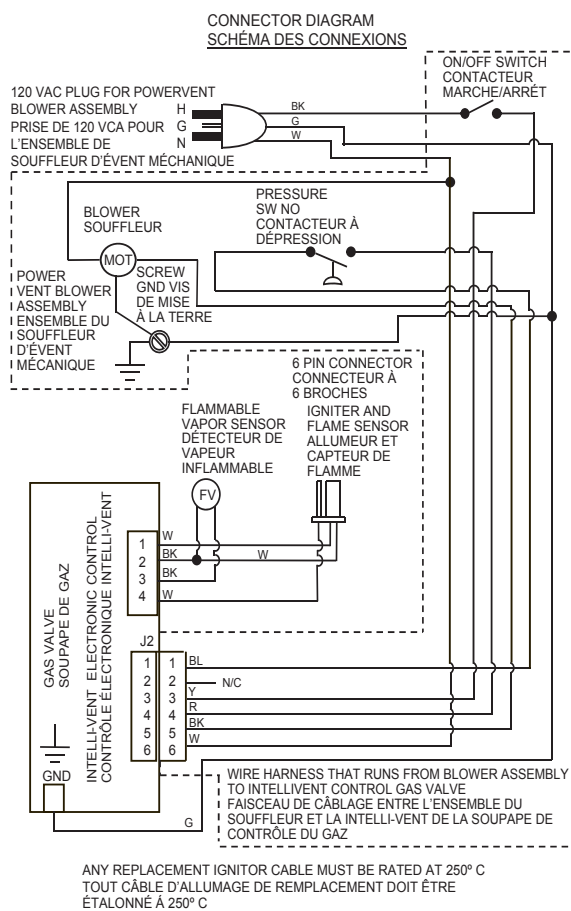 CONNECTOR DIAGRAM
SCHÉMA DES CONNEXIONS
ON/OFF SWITCH
CONTACTEUR
MARCHE/ARRÉT
120 VAC PLUG FOR POWERVENT
BLOWER ASSEMBLY
PRISE DE 120 VCA POUR
L'ENSEMBLE DE
SOUFFLEUR D'ÉVENT MÉCHANIQUE
H
G
N
BK
G
W
BLOWER
SOUFFLEUR
MOT
PRESSURE
SW NO
CONTACTEUR À
DÉPRESSION
POWER
VENT BLOWER
ASSEMBLY
ENSEMBLE DU
SOUFFLEUR
D'ÉVENT
MÉCANIQUE
SCREW
GND VIS
DE MISE
À LA TERRE
6 PIN CONNECTOR
CONNECTEUR À
6 BROCHES
FLAMMABLE
VAPOR SENSOR
DÉTECTEUR DE
VAPEUR
INFLAMMABLE
IGNITER AND
FLAME SENSOR
ALLUMEUR ET
CAPTEUR DE
FLAMME
FV
GAS VALVE
SOUPAPE DE GAZ
INTELLI-VENT ELECTRONIC CONTROL
CONTRÔLE ÉLECTRONIQUE INTELLI-VENT
1 W
2 BK W
3 BK
4 W
J2
1 1 BL
2 2 N/C
3 3 Y
4 4 R
5 5 BK
6 6 W
GND
G
WIRE HARNESS THAT RUNS FROM BLOWER ASSEMBLY
TO INTELLIVENT CONTROL GAS VALVE
FAISCEAU DE CÂBLAGE ENTRE L'ENSEMBLE DU
SOUFFLEUR ET LA INTELLI-VENT DE LA SOUPAPE DE
CONTRÔLE DU GAZ
ANY REPLACEMENT IGNITOR CABLE MUST BE RATED AT 250º C
TOUT CÂBLE D'ALLUMAGE DE REMPLACEMENT DOIT ÊTRE
ÉTALONNÉ Á 250º C